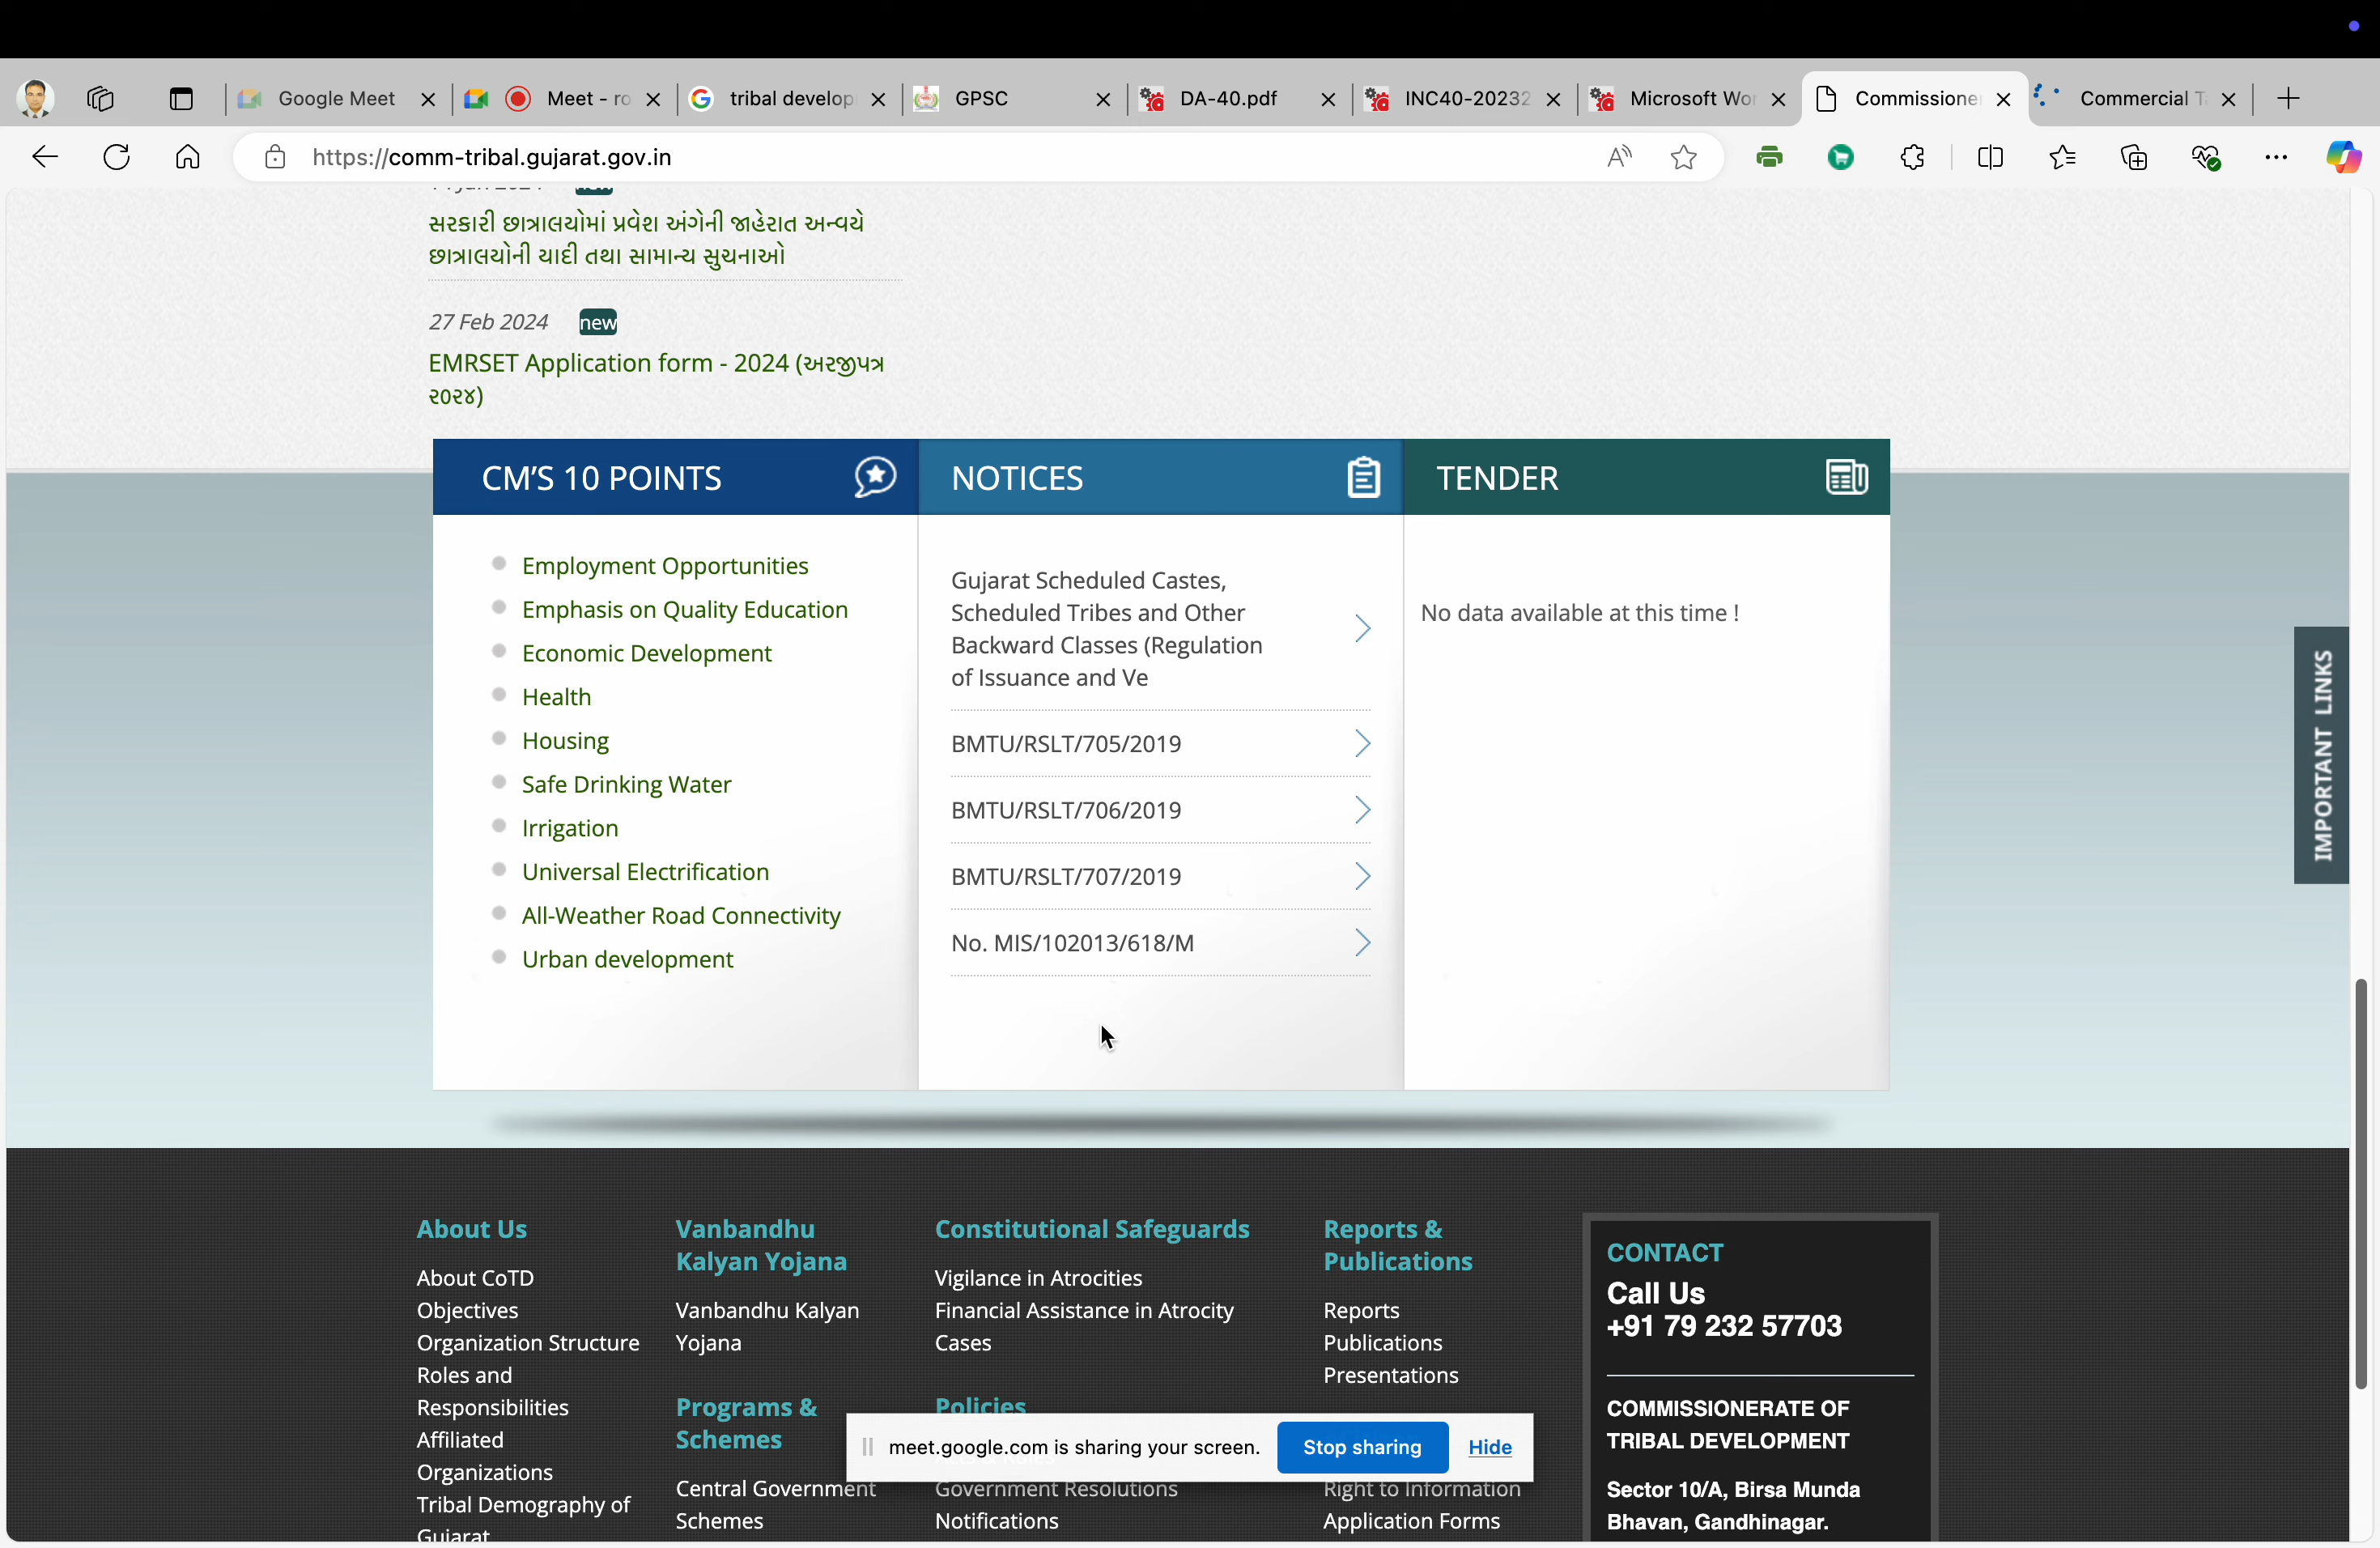 Google Meet
Meet - ro
tribal develop
GPSC
DA-40.pdf
INC40-20232
Microsoft Wor
Commissione
Commercial T
https://comm-tribal.gujarat.gov.in
સરકારી છાત્રાલયોમાં પ્રવેશ અંગેની જાહેરાત અન્વયે
છાત્રાલયોની યાદી તથા સામાન્ય સુચનાઓ
27 Feb 2024 new
EMRSET Application form - 2024 (અરજીપત્ર
૨૦૨૪)
CM'S 10 POINTS
Employment Opportunities
Emphasis on Quality Education
Economic Development
Health
Housing
Safe Drinking Water
Irrigation
Universal Electrification
All-Weather Road Connectivity
Urban development
NOTICES
Gujarat Scheduled Castes,
Scheduled Tribes and Other
Backward Classes (Regulation
of Issuance and Ve
BMTU/RSLT/705/2019
BMTU/RSLT/706/2019
BMTU/RSLT/707/2019
No. MIS/102013/618/M
TENDER
No data available at this time !
IMPORTANT LINKS
About Us
About CoTD
Objectives
Organization Structure
Roles and
Responsibilities
Affiliated
Organizations
Tribal Demography of
Gujarat
Vanbandhu
Kalyan Yojana
Vanbandhu Kalyan
Yojana
Programs &
Schemes
Central Government
Schemes
Constitutional Safeguards
Vigilance in Atrocities
Financial Assistance in Atrocity
Cases
Policies
Government Resolutions
Notifications
Reports &
Publications
Reports
Publications
Presentations
Right to Information
Application Forms
CONTACT
Call Us
+91 79 232 57703
COMMISSIONERATE OF
TRIBAL DEVELOPMENT
Sector 10/A, Birsa Munda
Bhavan, Gandhinagar.
meet.google.com is sharing your screen.
Stop sharing
Hide